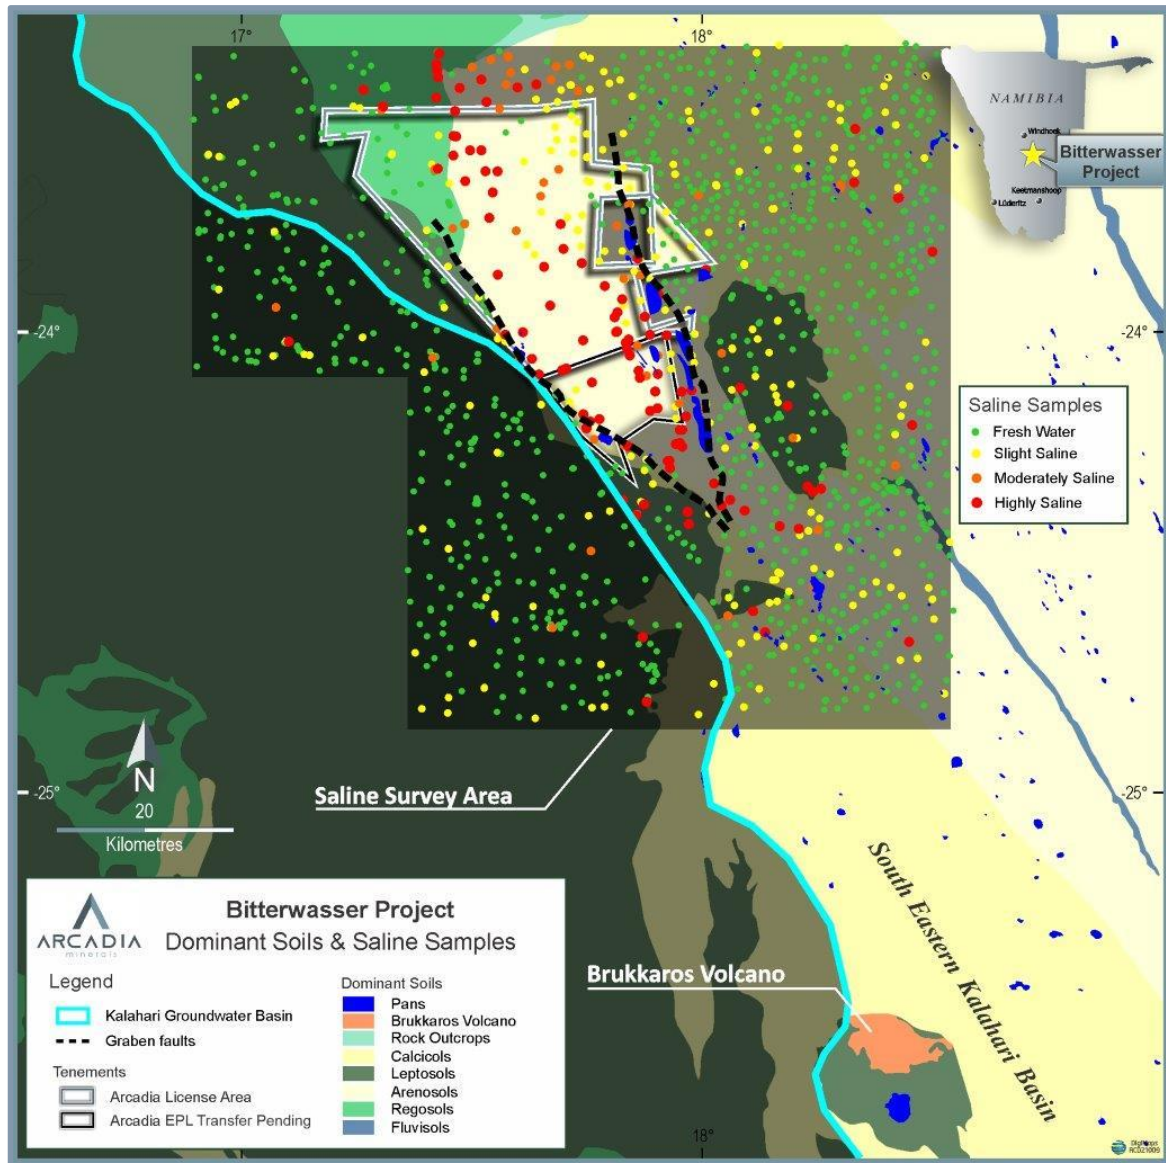 17°
18°
NAMIBIA
Windhoek
Bitterwasser
Project
Keetmanshoop
Lüderitz
-24°
-24°
Saline Samples
Fresh Water
Slight Saline
Moderately Saline
Highly Saline
N
20
Kilometres
-25°
-25°
Saline Survey Area
South Eastern Kalahari Basin
Brukkaros Volcano
ARCADIA
minerals
Bitterwasser Project
Dominant Soils & Saline Samples
Legend
Kalahari Groundwater Basin
Graben faults
Tenements
Arcadia License Area
Arcadia EPL Transfer Pending
Dominant Soils
Pans
Brukkaros Volcano
Rock Outcrops
Calcicols
Leptosols
Arenosols
Regosols
Fluvisols
18°